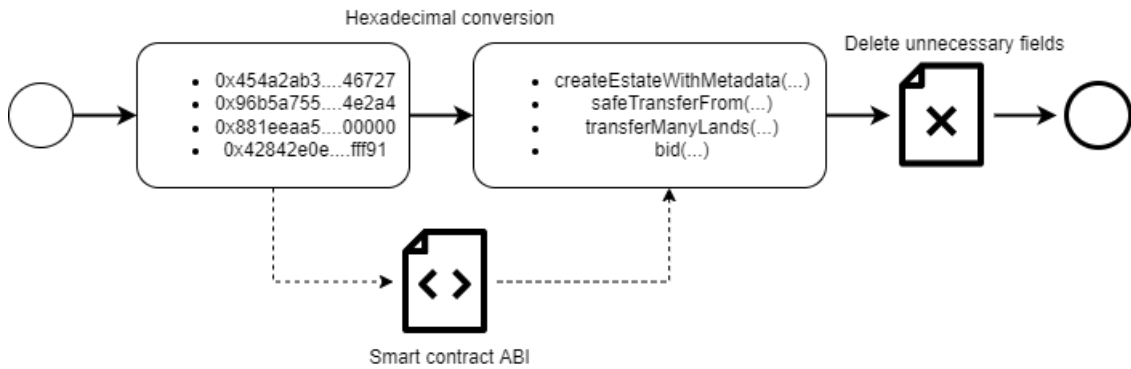 Hexadecimal conversion
Delete unnecessary fields
• 0x454a2ab3....46727
• 0x96b5a755....4e2a4
• 0x881eeaa5....00000
• 0x42842e0e....fff91
• createEstateWithMetadata(...)
• safeTransferFrom(...)
• transferManyLands(...)
• bid(...)
Smart contract ABI